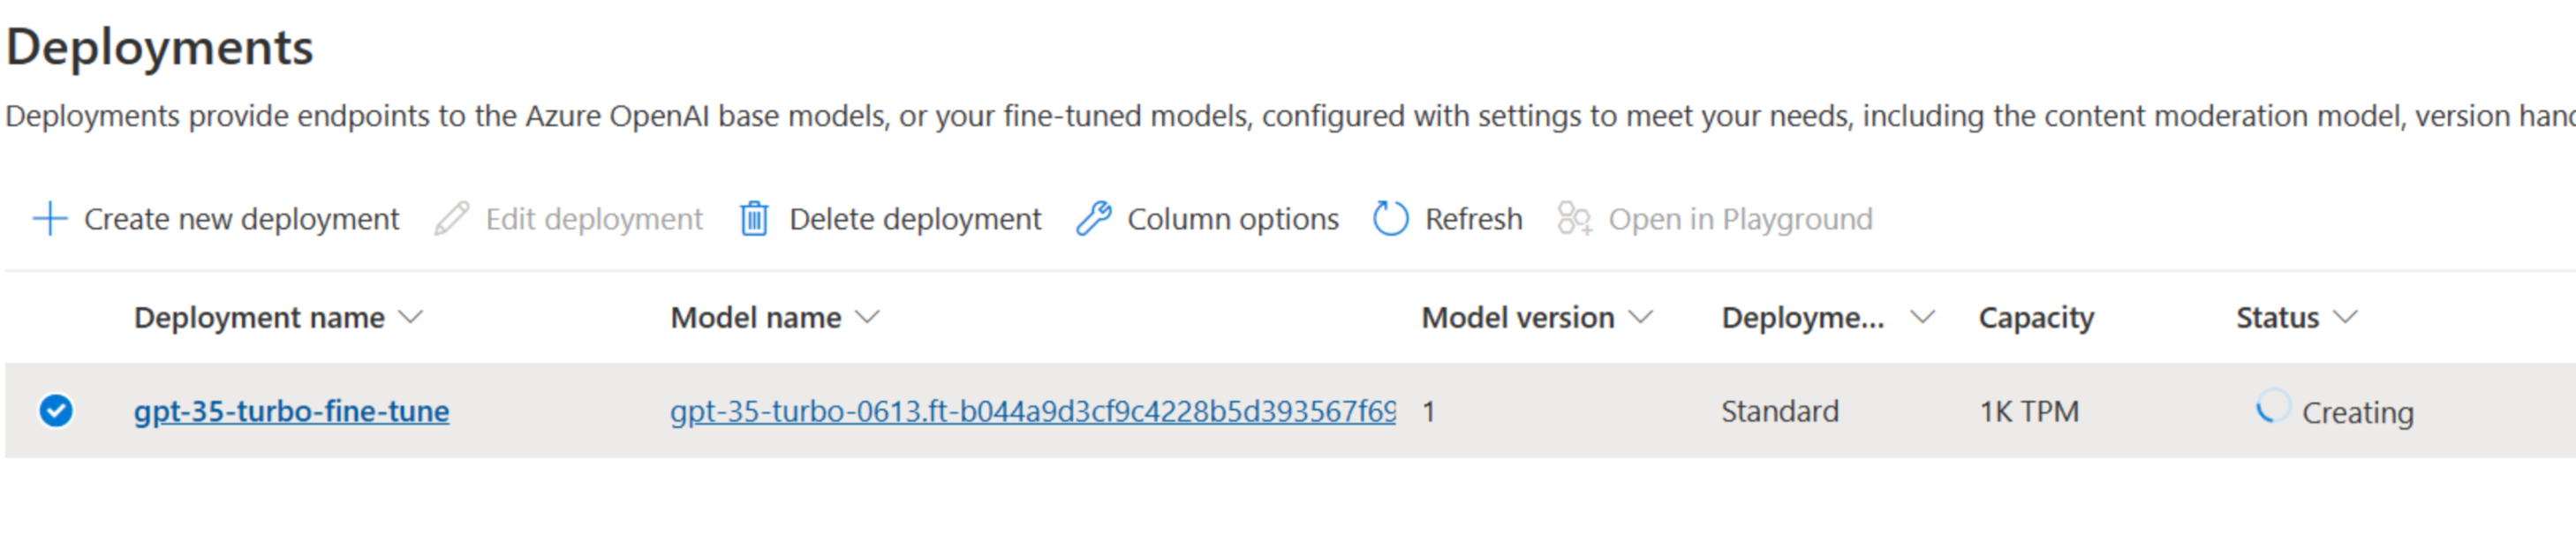 Deployments
Deployments provide endpoints to the Azure OpenAI base models, or your fine-tuned models, configured with settings to meet your needs, including the content moderation model, version hand
Create new deployment Edit deployment Delete deployment Column options Refresh Open in Playground
Deployment name Model name Model version Deployme... Capacity Status
gpt-35-turbo-fine-tune gpt-35-turbo-0613.ft-b044a9d3cf9c4228b5d393567f69 1 Standard 1K TPM Creating